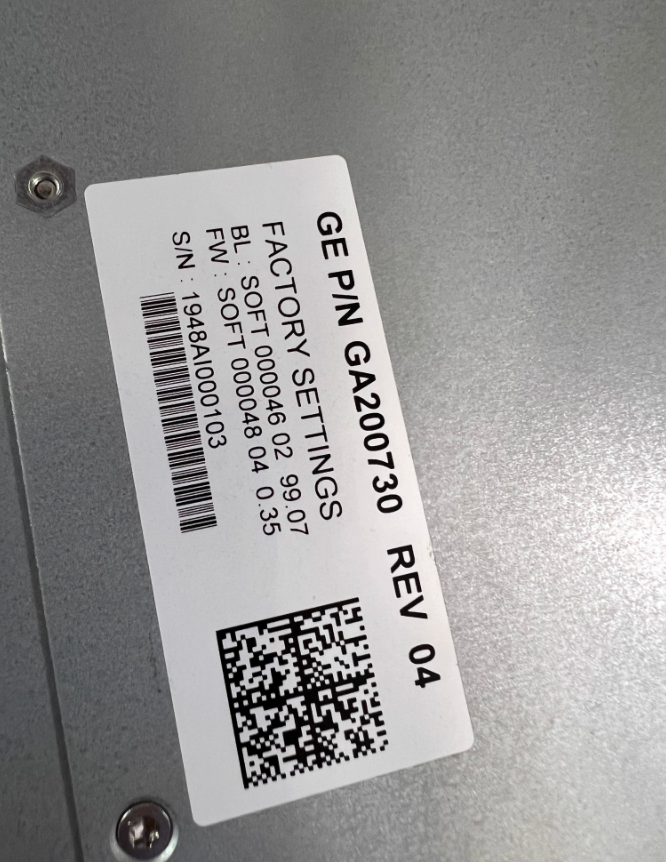 GE P/N GA200730 REV 04
FACTORY SETTINGS
BL : SOFT 000046 02 99.07
FW : SOFT 000048 04 0.35
S/N : 1948AI000103